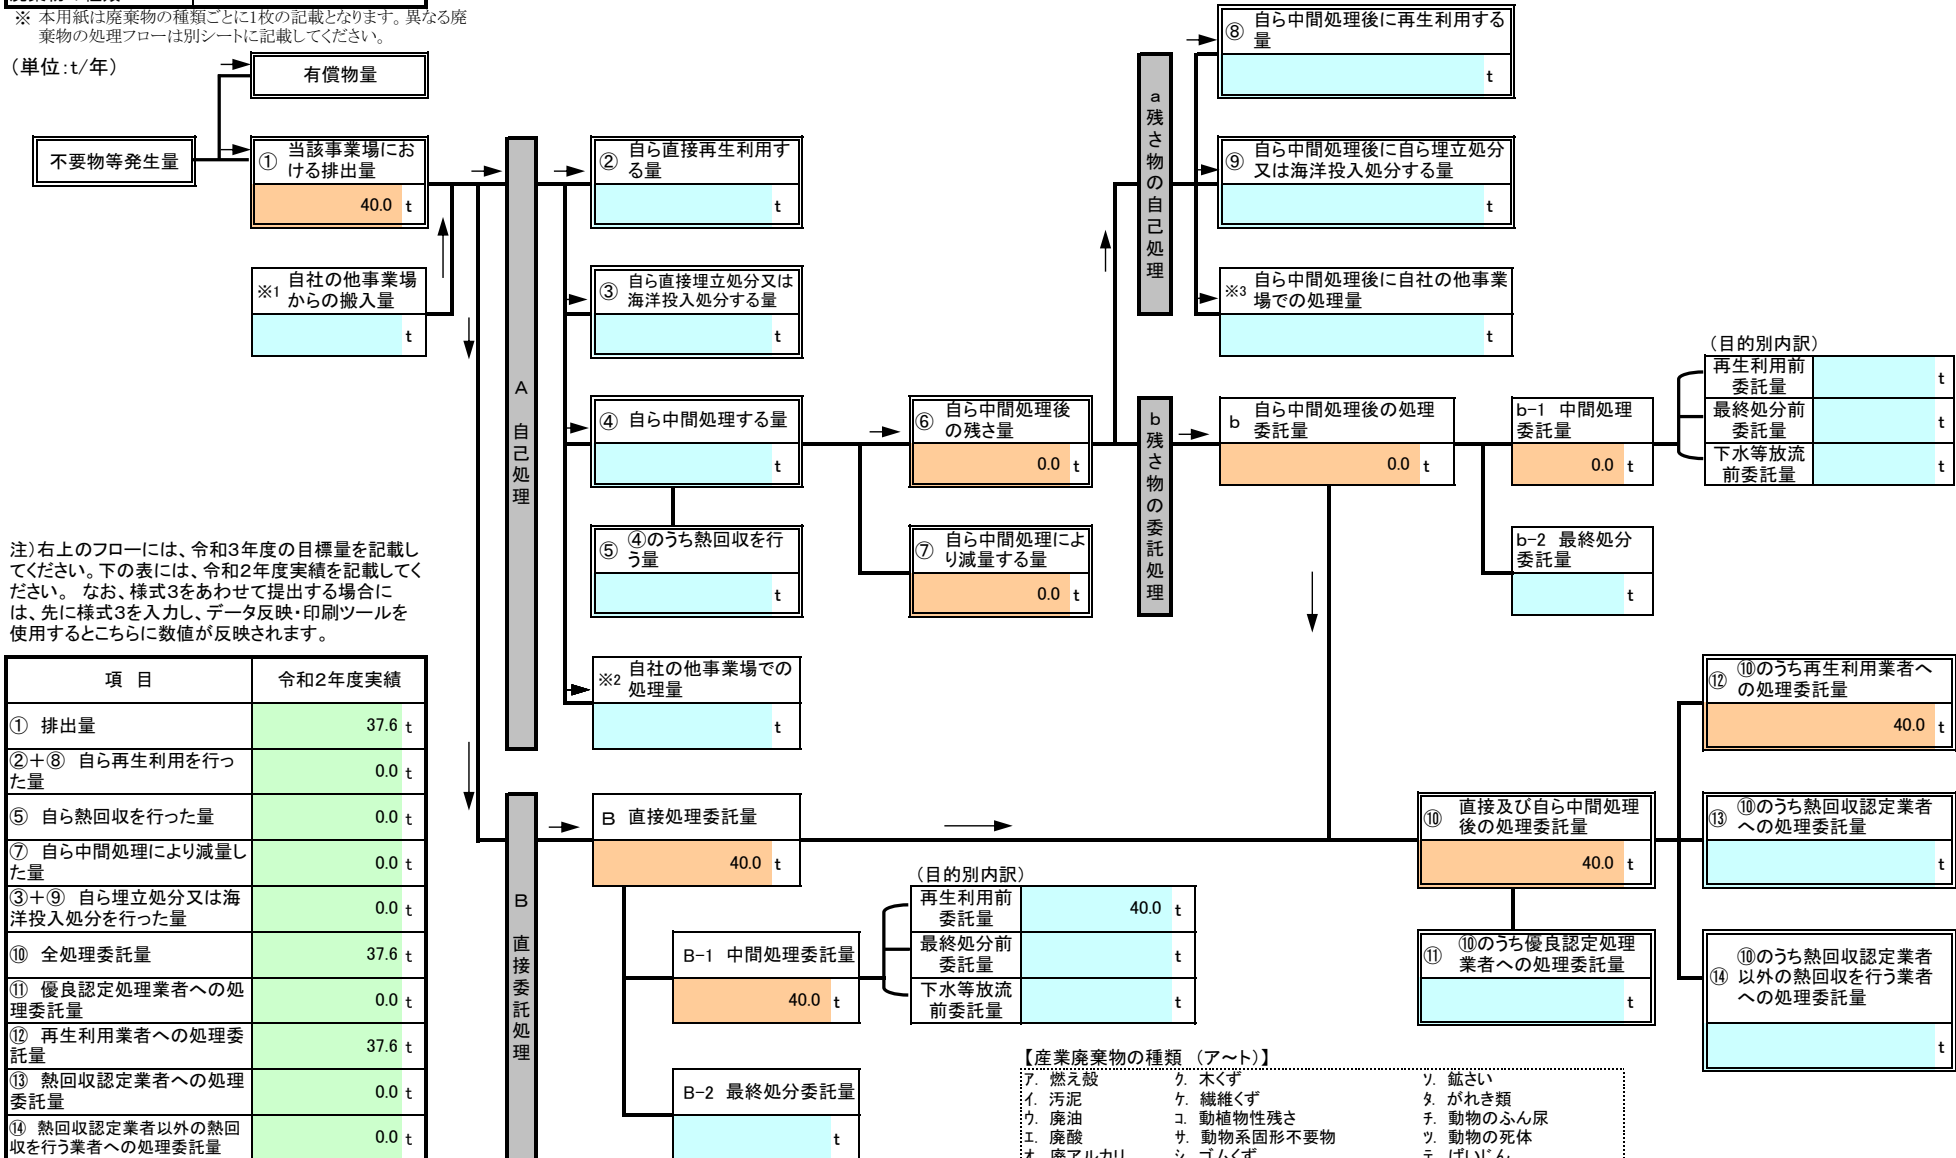 ※ 本用紙は廃棄物の種類ごとに1枚の記載となります。異なる廃
棄物の処理フローは別シートに記載してください。
(単位:t/年)
有償物量
不要物等発生量
① 当該事業場にお
ける排出量
40.0 t
※1 自社の他事業場
からの搬入量
t
A 自己処理
② 自ら直接再生利用す
る量
t
③ 自ら直接埋立処分又は
海洋投入処分する量
t
④ 自ら中間処理する量
t
⑤ ④のうち熱回収を行
う量
t
※2 自社の他事業場での
処理量
t
⑥ 自ら中間処理後
の残さ量
0.0 t
⑦ 自ら中間処理によ
り減量する量
0.0 t
a残さ物の自己処理
⑧ 自ら中間処理後に再生利用する
量
t
⑨ 自ら中間処理後に自ら埋立処分
又は海洋投入処分する量
t
※3 自ら中間処理後に自社の他事業
場での処理量
t
b残さ物の委託処理
b 自ら中間処理後の処理
委託量
0.0 t
b-1 中間処理
委託量
0.0 t
(目的別内訳)
再生利用前
委託量
t
最終処分前
委託量
t
下水等放流
前委託量
t
b-2 最終処分
委託量
t
注)右上のフローには、令和3年度の目標量を記載し
てください。下の表には、令和2年度実績を記載してく
ださい。 なお、様式3をあわせて提出する場合に
は、先に様式3を入力し、データ反映・印刷ツールを
使用するとこちらに数値が反映されます。
項 目 令和2年度実績
① 排出量 37.6 t
②+⑧ 自ら再生利用を行っ
た量 0.0 t
⑤ 自ら熱回収を行った量 0.0 t
⑦ 自ら中間処理により減量し
た量 0.0 t
③+⑨ 自ら埋立処分又は海
洋投入処分を行った量 0.0 t
⑩ 全処理委託量 37.6 t
⑪ 優良認定処理業者への処
理委託量 0.0 t
⑫ 再生利用業者への処理委
託量 37.6 t
⑬ 熱回収認定業者への処理
委託量 0.0 t
⑭ 熱回収認定業者以外の熱回
収を行う業者への処理委託量 0.0 t
B 直接委託処理
B 直接処理委託量
40.0 t
B-1 中間処理委託量
40.0 t
B-2 最終処分委託量
t
(目的別内訳)
再生利用前
委託量
40.0 t
最終処分前
委託量
t
下水等放流
前委託量
t
⑩ 直接及び自ら中間処理
後の処理委託量
40.0 t
⑪ ⑩のうち優良認定処理
業者への処理委託量
t
⑫ ⑩のうち再生利用業者へ
の処理委託量
40.0 t
⑬ ⑩のうち熱回収認定業者
への処理委託量
t
⑭ ⑩のうち熱回収認定業者
以外の熱回収を行う業者
への処理委託量
t
【産業廃棄物の種類 (ア~ト)】
ア. 燃え殻 ク. 木くず ソ. 鉱さい
イ. 汚泥 ケ. 繊維くず タ. がれき類
ウ. 廃油 コ. 動植物性残さ チ. 動物のふん尿
エ. 廃酸 サ. 動物系固形不要物 ツ. 動物の死体
オ. 廃アルカリ シ. ゴムくず テ. ばいじん